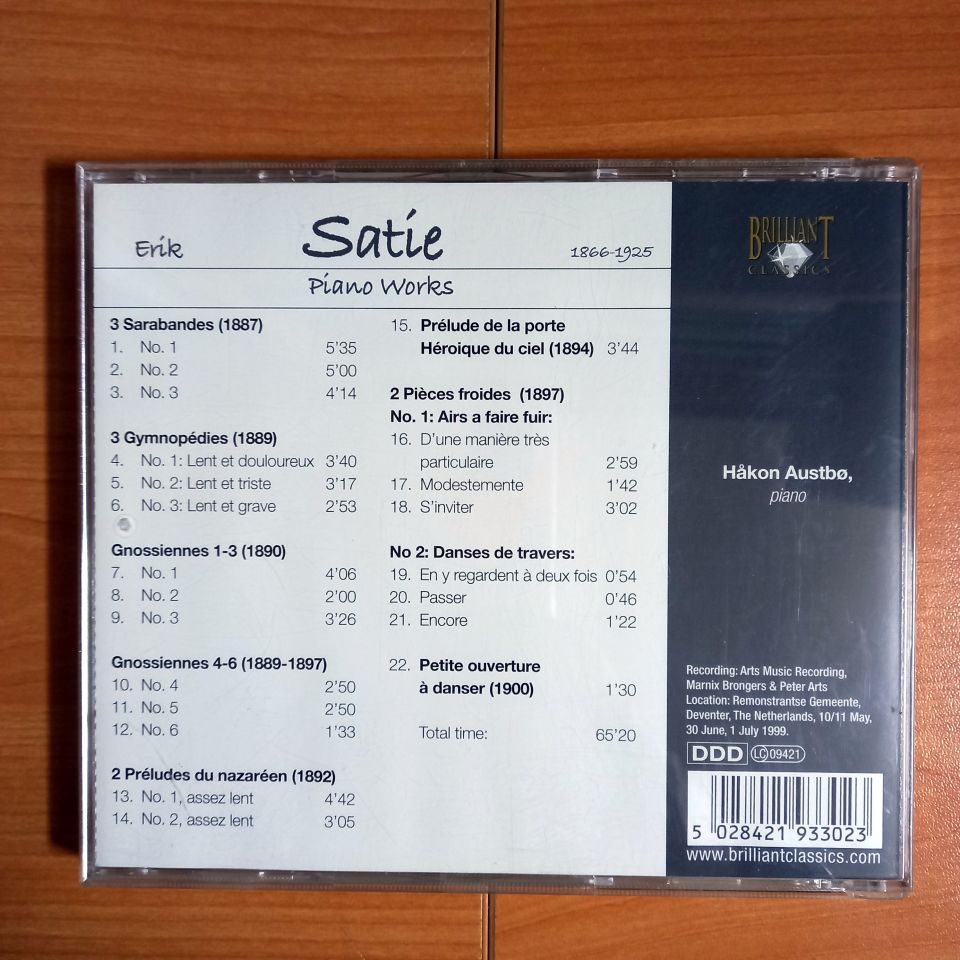 Erik Satie 1866-1925
Piano Works
3 Sarabandes (1887)
1. No. 1 5'35
2. No. 2 5'00
3. No. 3 4'14
3 Gymnopédies (1889)
4. No. 1: Lent et douloureux 3'40
5. No. 2: Lent et triste 3'17
6. No. 3: Lent et grave 2'53
Gnossiennes 1-3 (1890)
7. No. 1 4'06
8. No. 2 2'00
9. No. 3 3'26
Gnossiennes 4-6 (1889-1897)
10. No. 4 2'50
11. No. 5 2'50
12. No. 6 1'33
2 Préludes du nazaréen (1892)
13. No. 1, assez lent 4'42
14. No. 2, assez lent 3'05
15. Prélude de la porte
Héroique du ciel (1894) 3'44
2 Pièces froides (1897)
No. 1: Airs a faire fuir:
16. D'une manière très
particulaire 2'59
17. Modestemente 1'42
18. S'inviter 3'02
No 2: Danses de travers:
19. En y regardent à deux fois 0'54
20. Passer 0'46
21. Encore 1'22
22. Petite ouverture
à danser (1900) 1'30
Total time: 65'20
BRILLIANT
CLASSICS
Håkon Austbø,
piano
Recording: Arts Music Recording,
Marnix Brongers & Peter Arts
Location: Remonstrantse Gemeente,
Deventer, The Netherlands, 10/11 May,
30 June, 1 July 1999.
DDD LC 09421
5 028421 933023
www.brilliantclassics.com